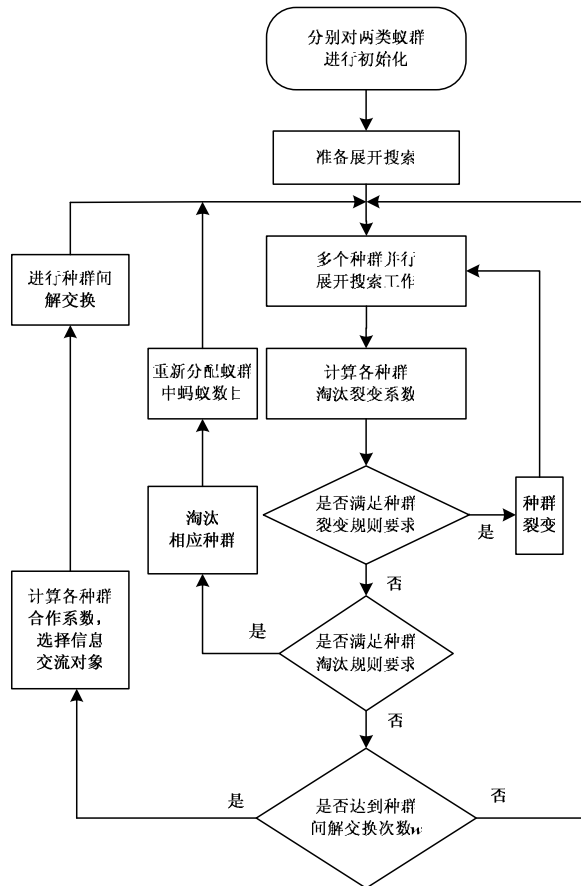 分别对两类蚁群
进行初始化
准备展开搜索
多个种群并行
展开搜索工作
进行种群间
解交换
重新分配蚁群
中蚂蚁数目
计算各种群
淘汰裂变系数
是否满足种群
裂变规则要求
是
种群
裂变
淘汰
相应种群
否
计算各种群
合作系数，
选择信息
交流对象
是
是否满足种群
淘汰规则要求
否
是
是否达到种群
间解交换次数w
否